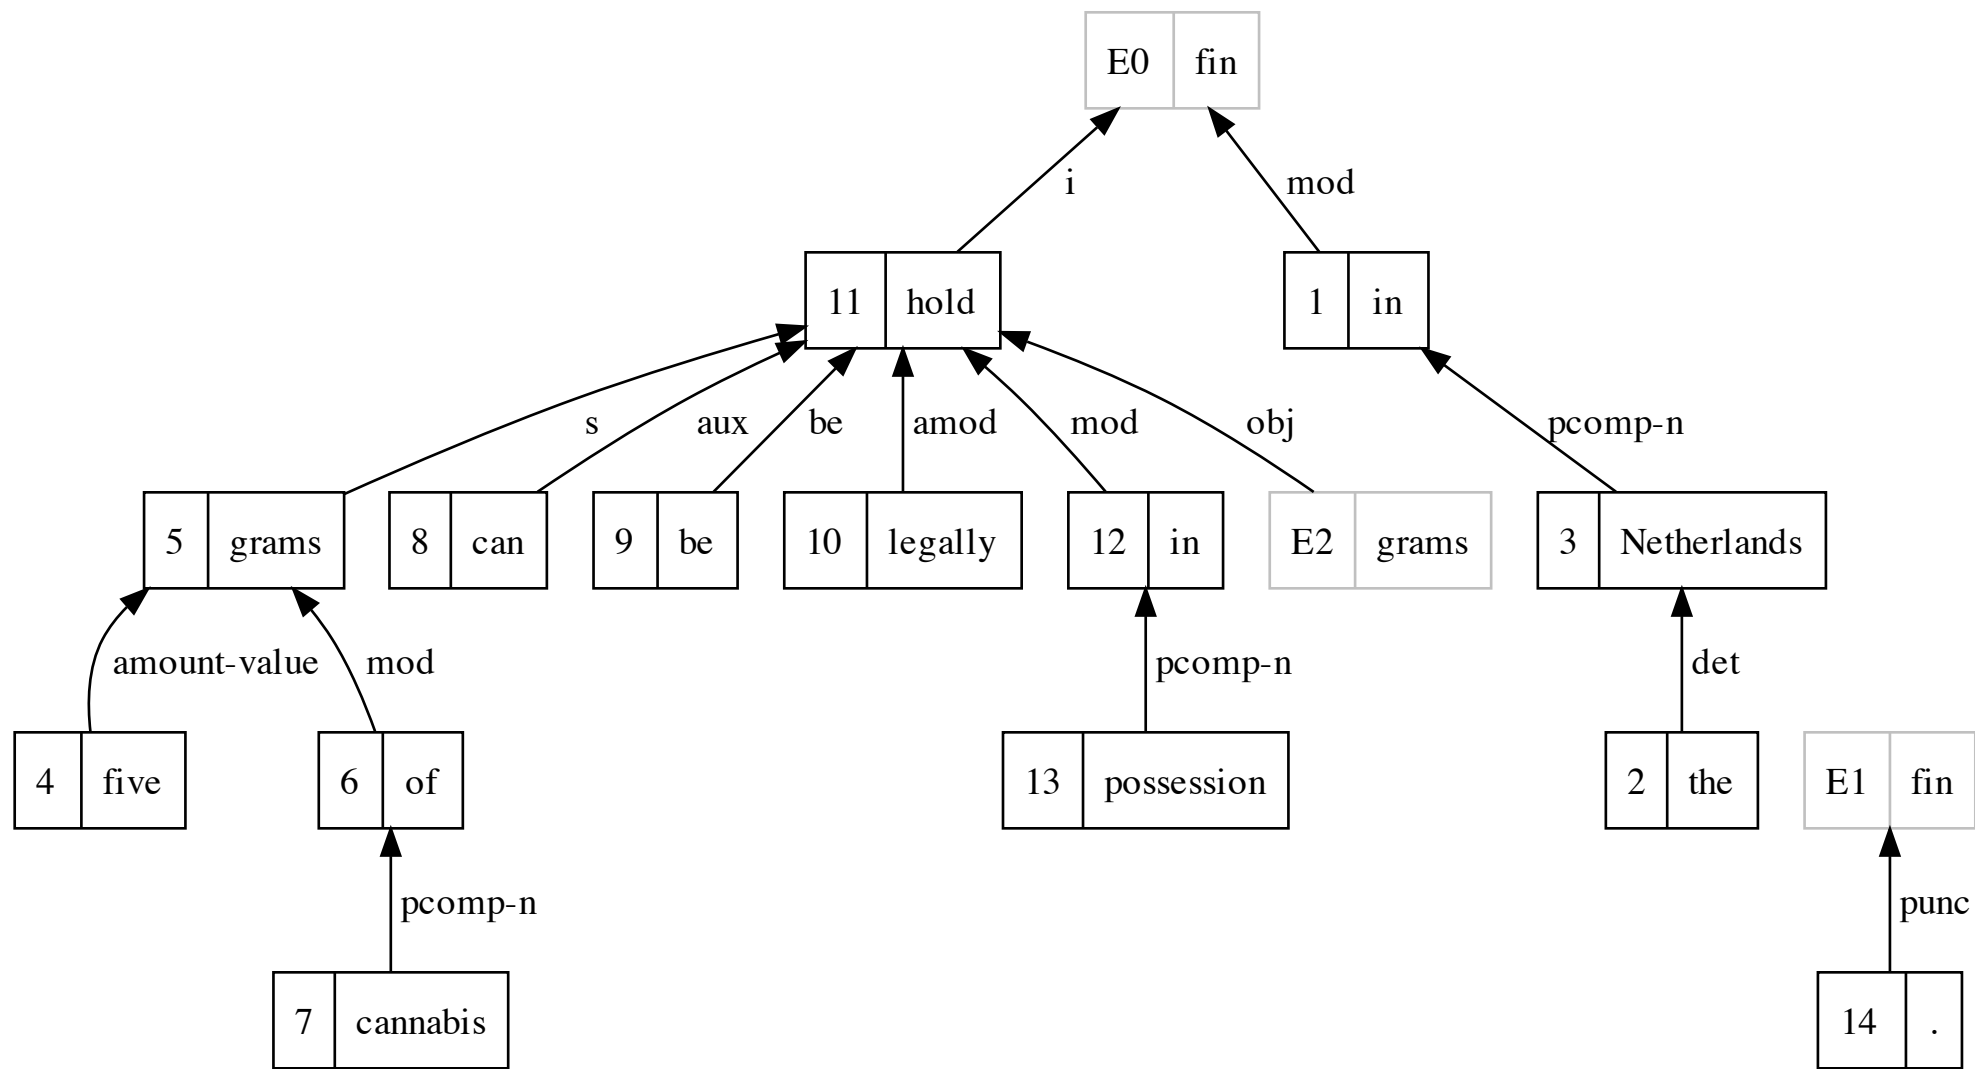 E0 fin
i mod
11 hold 1 in
s aux be amod mod obj pcomp-n
5 grams 8 can 9 be 10 legally 12 in E2 grams 3 Netherlands
amount-value mod pcomp-n det
4 five 6 of 13 possession 2 the E1 fin
pcomp-n punc
7 cannabis 14 .